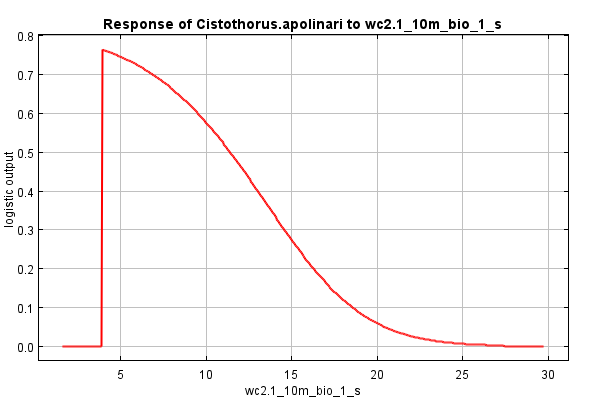 Response of Cistothorus.apolinari to wc2.1_10m_bio_1_s
0.8
0.7
0.6
0.5
0.4
0.3
0.2
0.1
0.0
logistic output
5 10 15 20 25 30
wc2.1_10m_bio_1_s